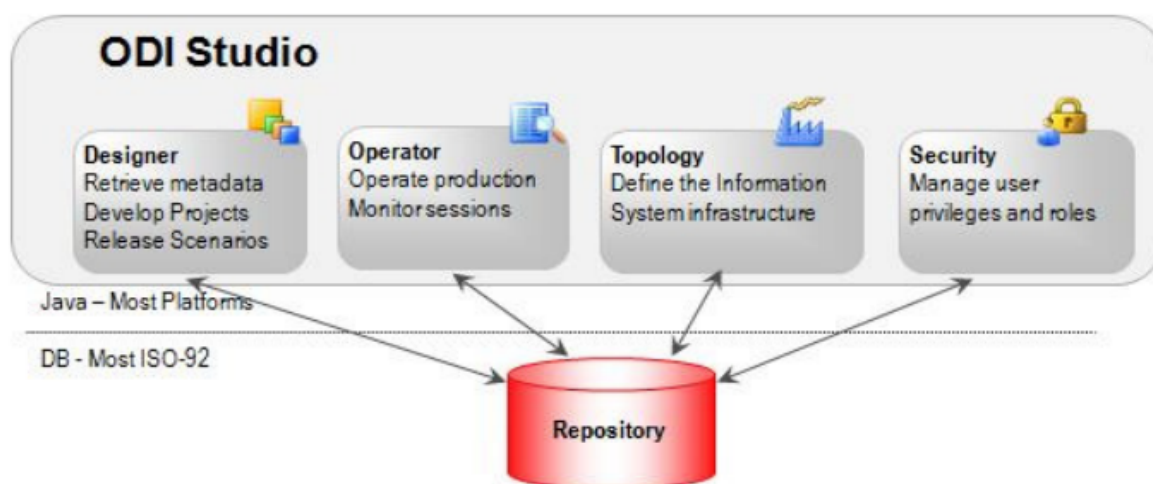 ODI Studio
Designer
Retrieve metadata
Develop Projects
Release Scenarios
Operator
Operate production
Monitor sessions
Topology
Define the Information
System infrastructure
Security
Manage user
privileges and roles
Java – Most Platforms
DB - Most ISO-92
Repository